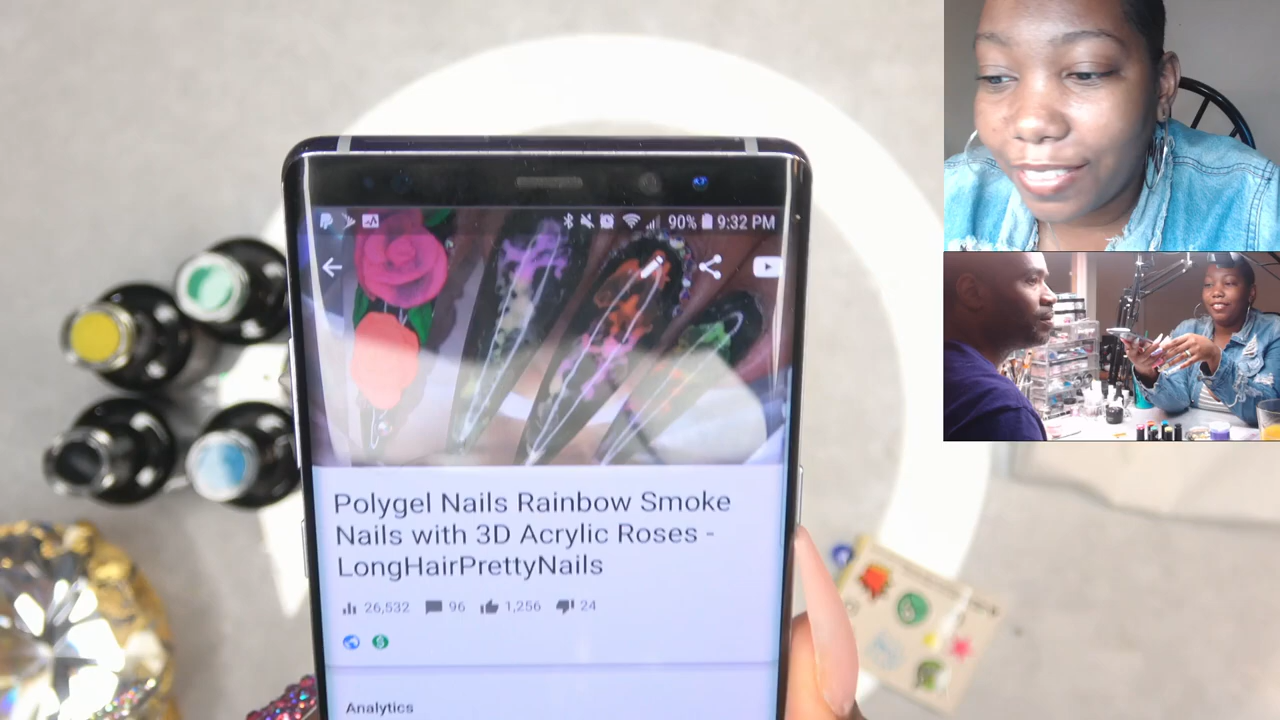 90% 9:32 PM
Polygel Nails Rainbow Smoke
Nails with 3D Acrylic Roses -
LongHairPrettyNails
26,532 96 1,256 24
Analytics